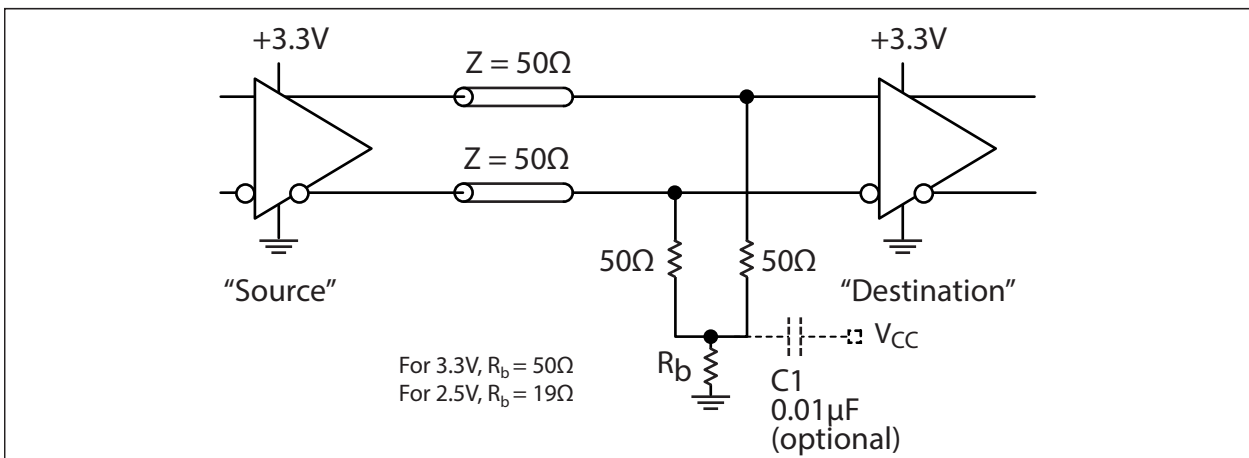 +3.3V
+3.3V
Z = 50Ω
Z = 50Ω
50Ω
50Ω
“Source”
“Destination”
For 3.3V, Rb = 50Ω
For 2.5V, Rb = 19Ω
Rb
VCC
C1
0.01µF
(optional)